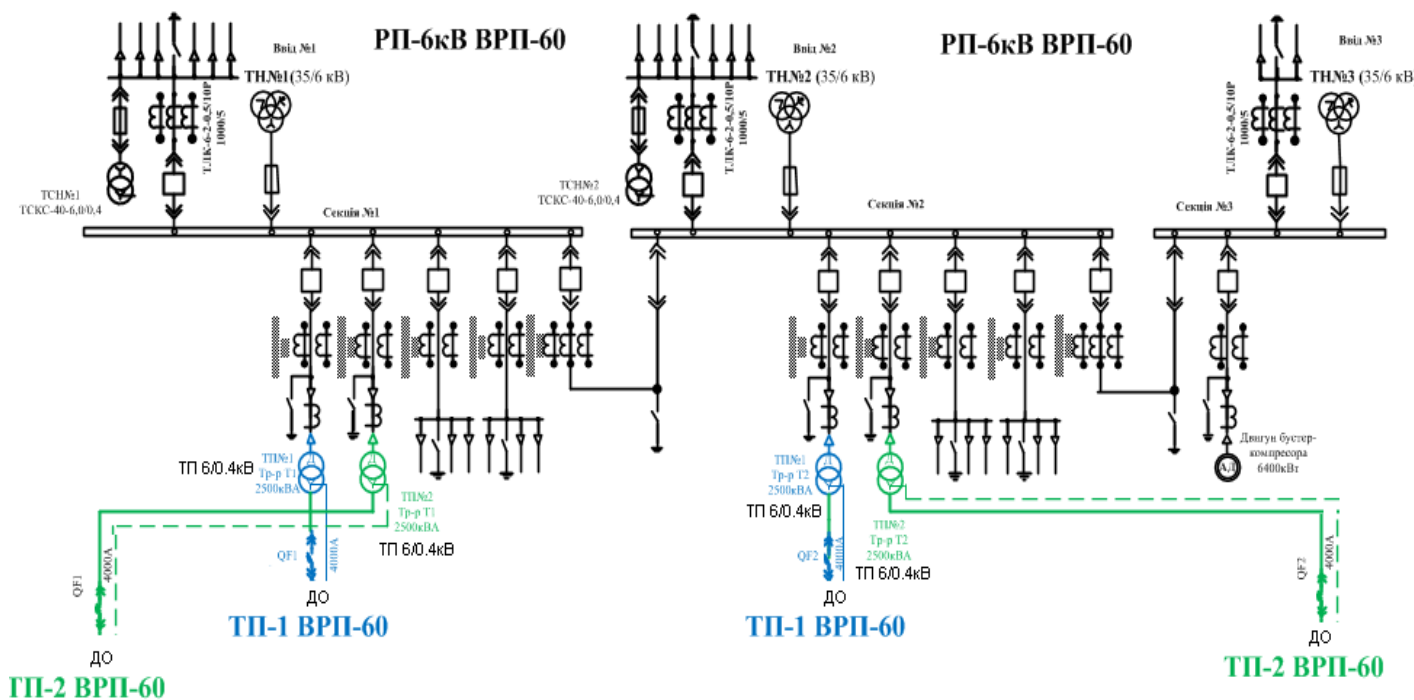 РП-6кВ ВРП-60
РП-6кВ ВРП-60
Ввід №1
ТН№1 (35/6 кВ)
ТЛК-6-2-0,5/10Р
1000/5
ТСН№1
ТСКС-40-6,0/0,4
Секція №1
Ввід №2
ТН№2 (35/6 кВ)
ТЛК-6-2-0,5/10Р
1000/5
ТСН№2
ТСКС-40-6,0/0,4
Секція №2
Ввід №3
ТН№3 (35/6 кВ
ТЛК-6-2-0,5/10Р
1000/5
Секція №3
ТП 6/0.4кВ
ТП№1
Тр-р Т1
2500кВА
Д
Д
ТП№2
Тр-р Т1
2500кВА
ТП 6/0.4кВ
QF1
4000А
QF1
4000А
ДО
ТП-1 ВРП-60
ДО
ТП-2 ВРП-60
ТП№1
Тр-р Т2
2500кВА
Д
Д
ТП 6/0.4кВ
ТП№2
Тр-р Т2
2500кВА
ТП 6/0.4кВ
QF2
4000А
ДО
ТП-1 ВРП-60
Двигун бустер-
компресора
6400кВт
АД
QF2
4000А
ДО
ТП-2 ВРП-60